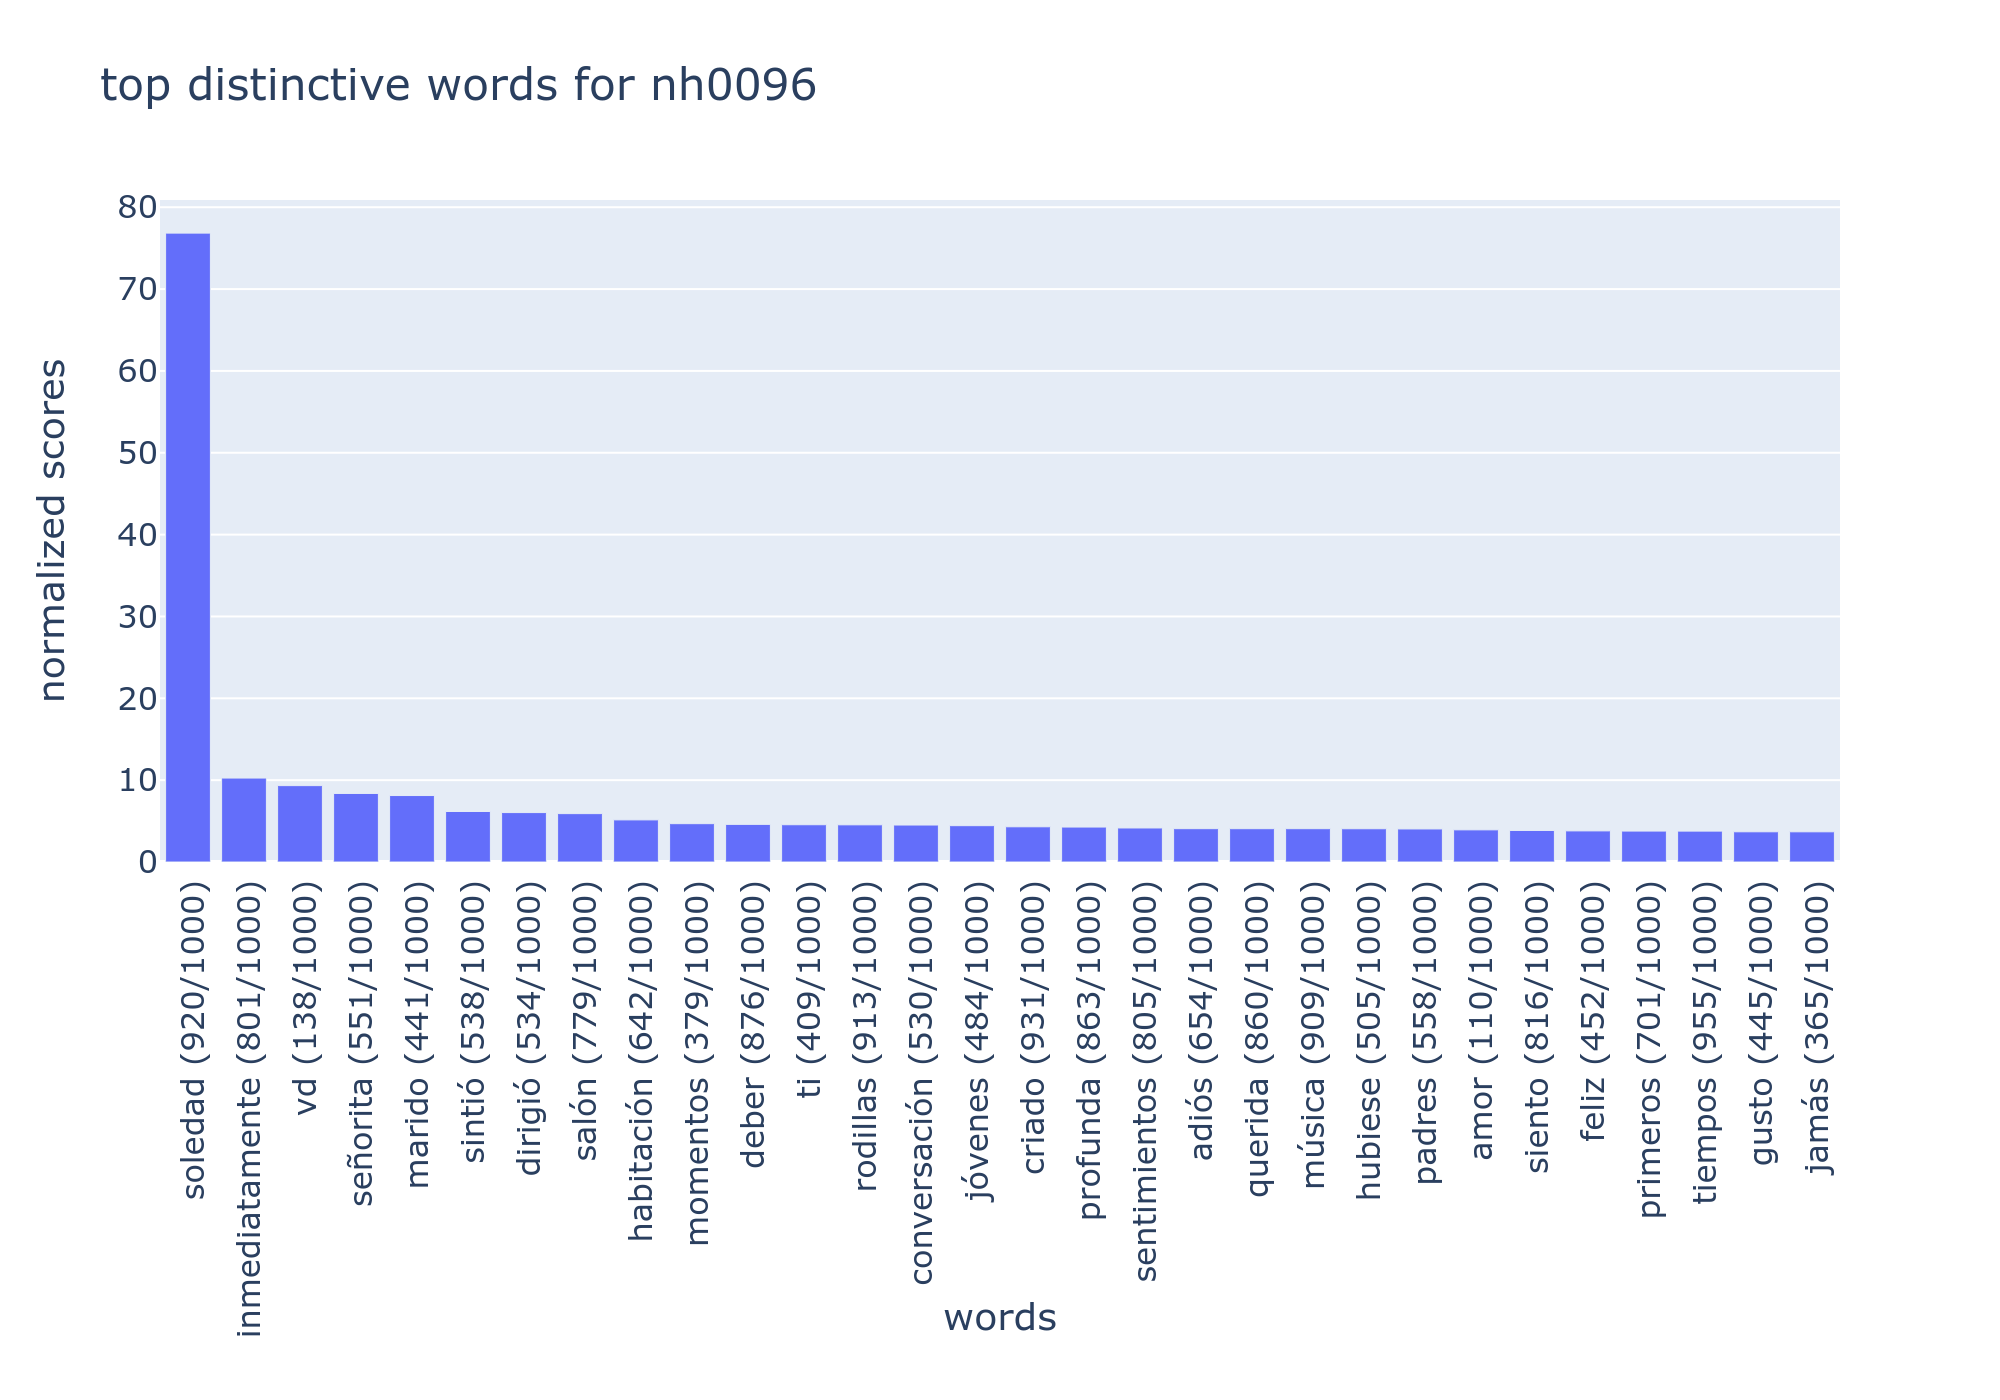 top distinctive words for nh0096
normalized scores
80
70
60
50
40
30
20
10
0
soledad (920/1000)
inmediatamente (801/1000)
vd (138/1000)
señorita (551/1000)
marido (441/1000)
sintió (538/1000)
dirigió (534/1000)
salón (779/1000)
habitación (642/1000)
momentos (379/1000)
deber (876/1000)
ti (409/1000)
rodillas (913/1000)
conversación (530/1000)
jóvenes (484/1000)
criado (931/1000)
profunda (863/1000)
sentimientos (805/1000)
adiós (654/1000)
querida (860/1000)
música (909/1000)
hubiese (505/1000)
padres (558/1000)
amor (110/1000)
siento (816/1000)
feliz (452/1000)
primeros (701/1000)
tiempos (955/1000)
gusto (445/1000)
jamás (365/1000)
words